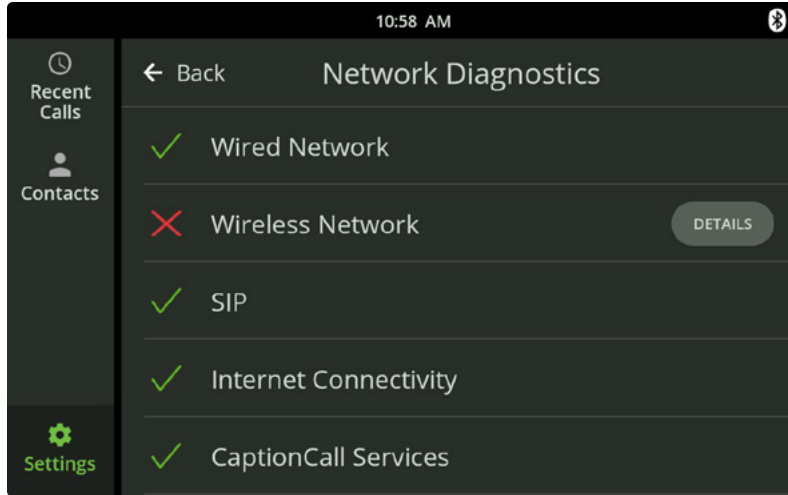 10:58 AM
Recent
Calls
Contacts
Settings
← Back
Network Diagnostics
Wired Network
Wireless Network
DETAILS
SIP
Internet Connectivity
CaptionCall Services